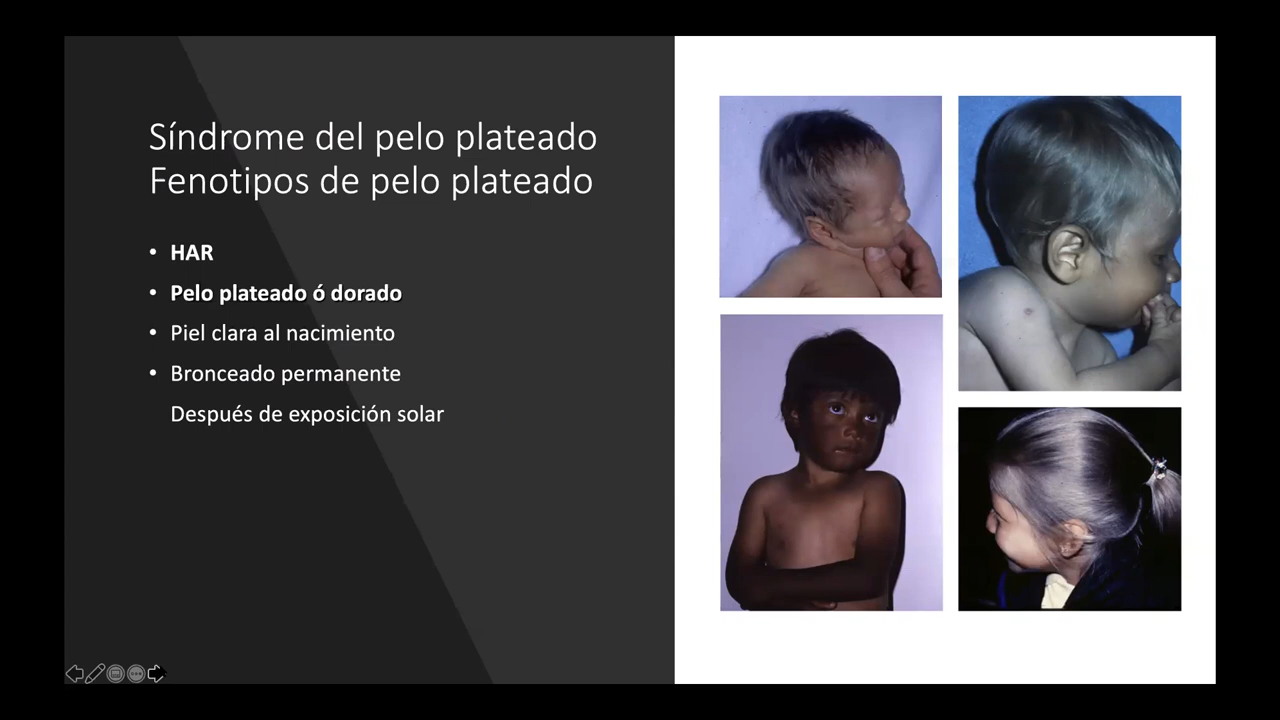 Síndrome del pelo plateado
Fenotipos de pelo plateado
• HAR
• Pelo plateado ó dorado
• Piel clara al nacimiento
• Bronceado permanente
Después de exposición solar